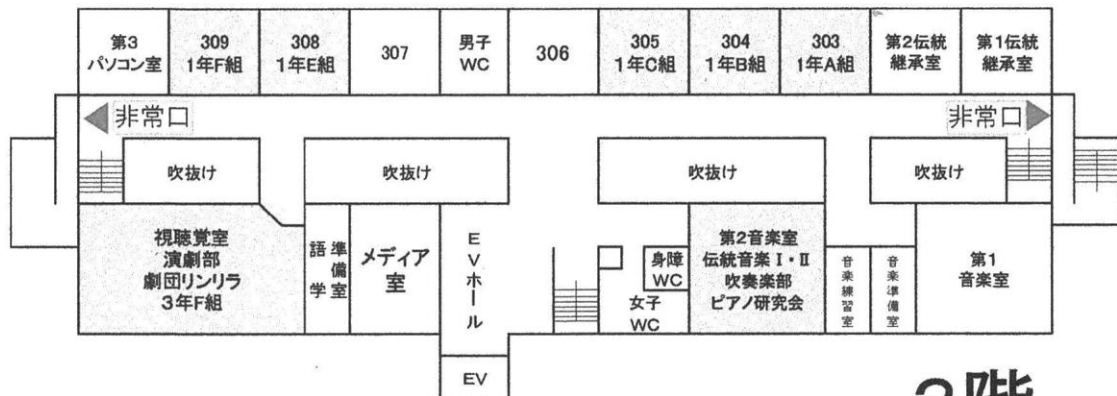 第3
パソコン室
309
1年F組
308
1年E組
307
男子
WC
306
305
1年C組
304
1年B組
303
1年A組
第2伝統
継承室
第1伝統
継承室
非常口
非常口
吹抜け
吹抜け
吹抜け
吹抜け
視聴覚室
演劇部
劇団リンリラ
3年F組
語学
準備室
メディア
室
EVホール
EV
身障
WC
女子
WC
第2音楽室
伝統音楽Ⅰ・Ⅱ
吹奏楽部
ピアノ研究会
音楽練習室
音楽準備室
第1
音楽室